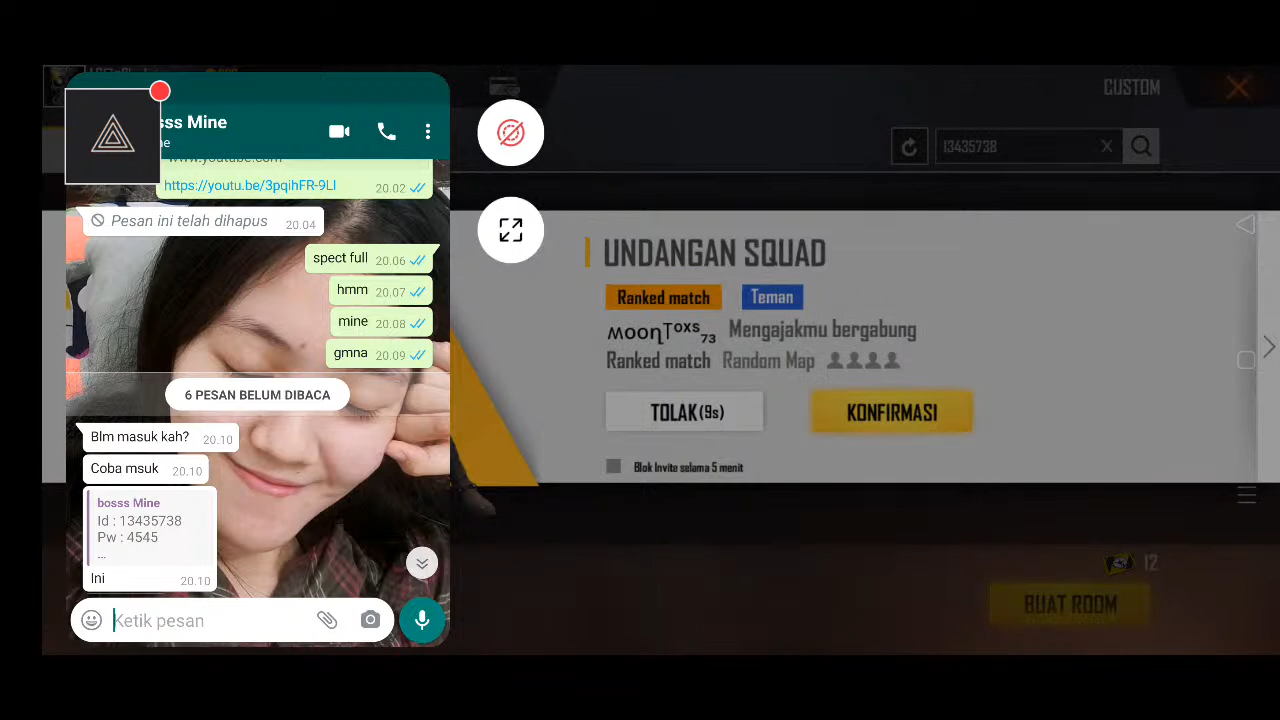 sss Mine
ne
www.youtube.com
https://youtu.be/3pqihFR-9LI 20.02
Pesan ini telah dihapus 20.04
spect full 20.06
hmm 20.07
mine 20.08
gmna 20.09
6 PESAN BELUM DIBACA
Blm masuk kah? 20.10
Coba msuk 20.10
bosss Mine
Id : 13435738
Pw : 4545
...
Ini 20.10
Ketik pesan
CUSTOM
13435738 X
UNDANGAN SQUAD
Ranked match Teman
ᴍooɴTᵒˣˢ₇₃ Mengajakmu bergabung
Ranked match Random Map
TOLAK(9s) KONFIRMASI
Blok Invite selama 5 menit
12
BUAT ROOM